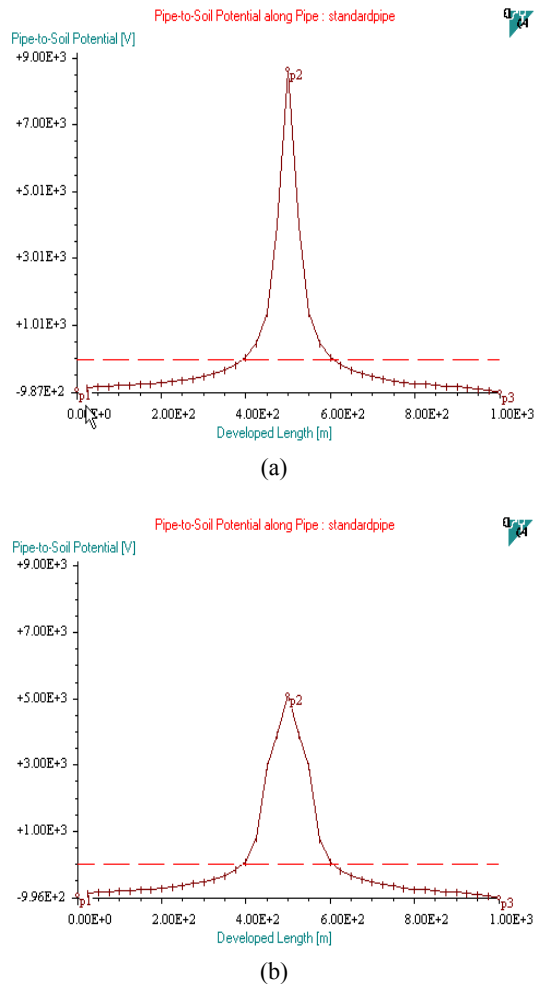 Pipe-to-Soil Potential along Pipe : standardpipe
Pipe-to-Soil Potential [V]
+9.00E+3
p2
+7.00E+3
+5.01E+3
+3.01E+3
+1.01E+3
-9.87E+2
p1
p3
2.00E+2
4.00E+2
6.00E+2
8.00E+2
1.00E+3
Developed Length [m]
(a)
Pipe-to-Soil Potential along Pipe : standardpipe
Pipe-to-Soil Potential [V]
+9.00E+3
+7.00E+3
+5.00E+3
p2
+3.00E+3
+1.00E+3
-9.96E+2
p1
p3
0.00E+0
2.00E+2
4.00E+2
6.00E+2
8.00E+2
1.00E+3
Developed Length [m]
(b)